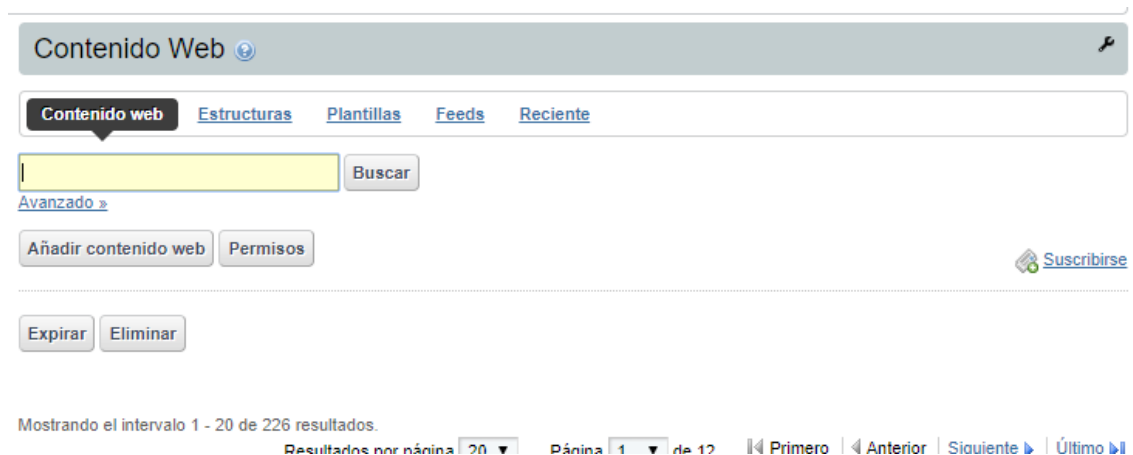 Contenido Web
Contenido web Estructuras Plantillas Feeds Reciente
Buscar
Avanzado »
Añadir contenido web Permisos
Suscribirse
Expirar Eliminar
Mostrando el intervalo 1 - 20 de 226 resultados.
Resultados por página 20 Página 1 de 12 Primero Anterior Siguiente Último